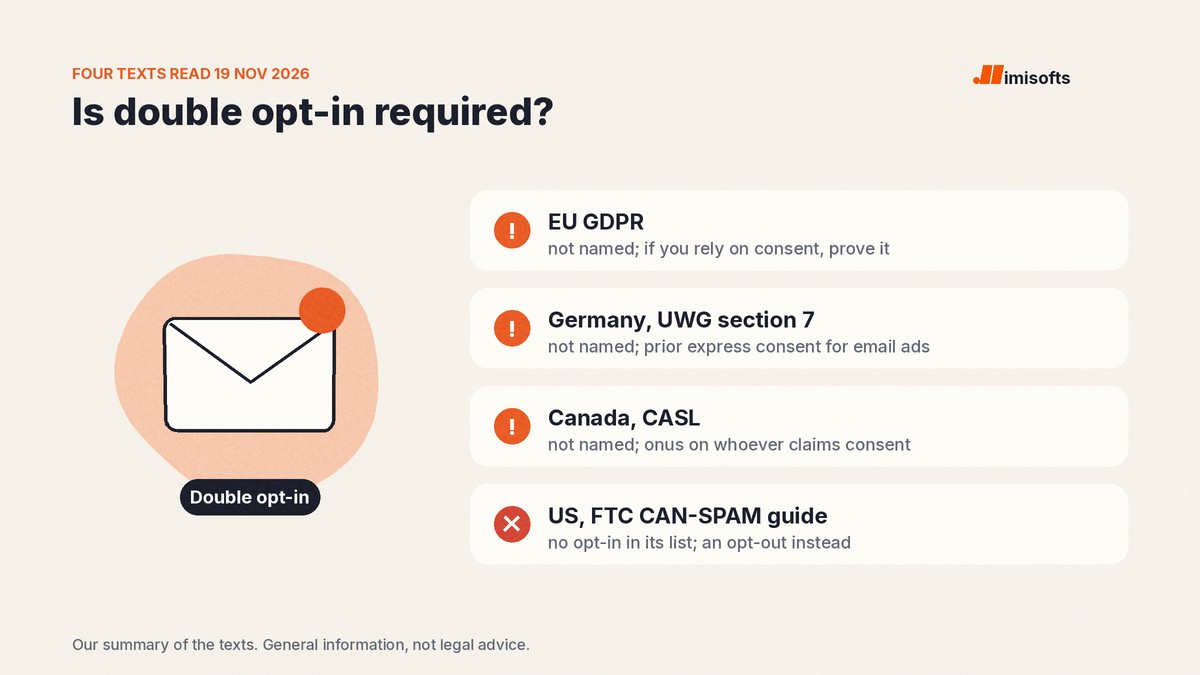 FOUR TEXTS READ 19 NOV 2026
Is double opt-in required?
imisofts
EU GDPR
not named; if you rely on consent, prove it
Germany, UWG section 7
not named; prior express consent for email ads
Canada, CASL
not named; onus on whoever claims consent
US, FTC CAN-SPAM guide
no opt-in in its list; an opt-out instead
Double opt-in
Our summary of the texts. General information, not legal advice.